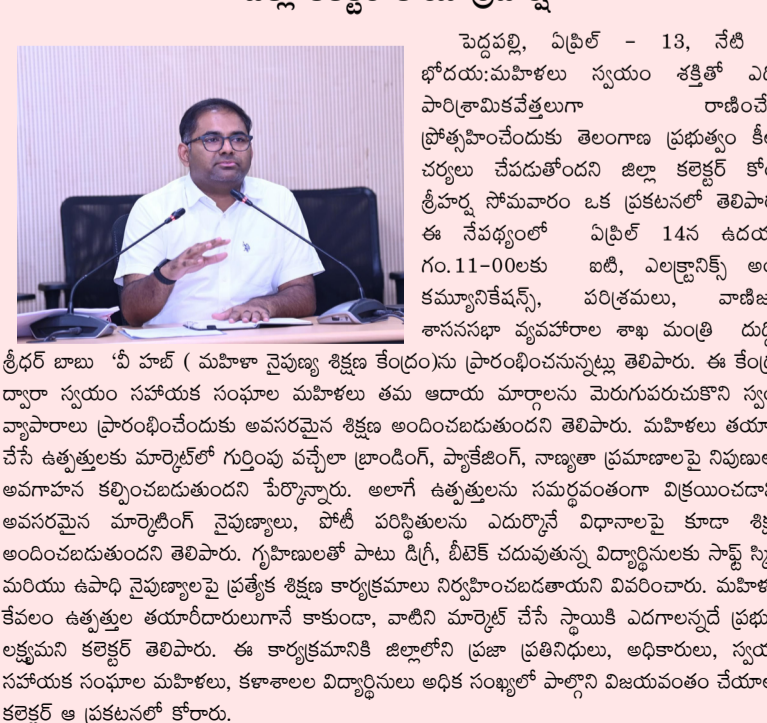 పెద్దపల్లి, ఏప్రిల్ - 13, నేటి
భోదయ:మహిళలు స్వయం శక్తితో
పారిశ్రామికవేత్తలుగా
ప్రోత్సహించేందుకు తెలంగాణ ప్రభుత్వం
చర్యలు చేపడుతోందని జిల్లా కలెక్టర్
శ్రీహర్ష సోమవారం ఒక ప్రకటనలో
ఈ నేపథ్యంలో ఏప్రిల్ 14న
గం.11-00లకు ఐటి, ఎలక్ట్రానిక్స్
కమ్యూనికేషన్స్, పరిశ్రమలు,
శాసనసభా వ్యవహారాల శాఖ మంత్రి
శ్రీధర్ బాబు 'వీ హబ్ ( మహిళా నైపుణ్య శిక్షణ కేంద్రం)ను ప్రారంభించనున్నట్లు తెలిపారు. ఈ
ద్వారా స్వయం సహాయక సంఘాల మహిళలు తమ ఆదాయ మార్గాలను మెరుగుపరుచుకొని
వ్యాపారాలు ప్రారంభించేందుకు అవసరమైన శిక్షణ అందించబడుతుందని తెలిపారు. మహిళలు
చేసే ఉత్పత్తులకు మార్కెట్‌లో గుర్తింపు వచ్చేలా బ్రాండింగ్, ప్యాకేజింగ్, నాణ్యతా ప్రమాణాలపై
అవగాహన కల్పించబడుతుందని పేర్కొన్నారు. అలాగే ఉత్పత్తులను సమర్థవంతంగా
అవసరమైన మార్కెటింగ్ నైపుణ్యాలు, పోటీ పరిస్థితులను ఎదుర్కొనే విధానాలపై కూడా
అందించబడుతుందని తెలిపారు. గృహిణులతో పాటు డిగ్రీ, బీటెక్ చదువుతున్న విద్యార్థినులకు సాఫ్ట్
మరియు ఉపాధి నైపుణ్యాలపై ప్రత్యేక శిక్షణ కార్యక్రమాలు నిర్వహించబడతాయని వివరించారు.
కేవలం ఉత్పత్తుల తయారీదారులుగానే కాకుండా, వాటిని మార్కెట్ చేసే స్థాయికి ఎదగాలన్నదే
లక్ష్యమని కలెక్టర్ తెలిపారు. ఈ కార్యక్రమానికి జిల్లాలోని ప్రజా ప్రతినిధులు, అధికారులు,
సహాయక సంఘాల మహిళలు, కళాశాలల విద్యార్థినులు అధిక సంఖ్యలో పాల్గొని విజయవంతం
కలెక్టర్ ఆ ప్రకటనలో కోరారు.